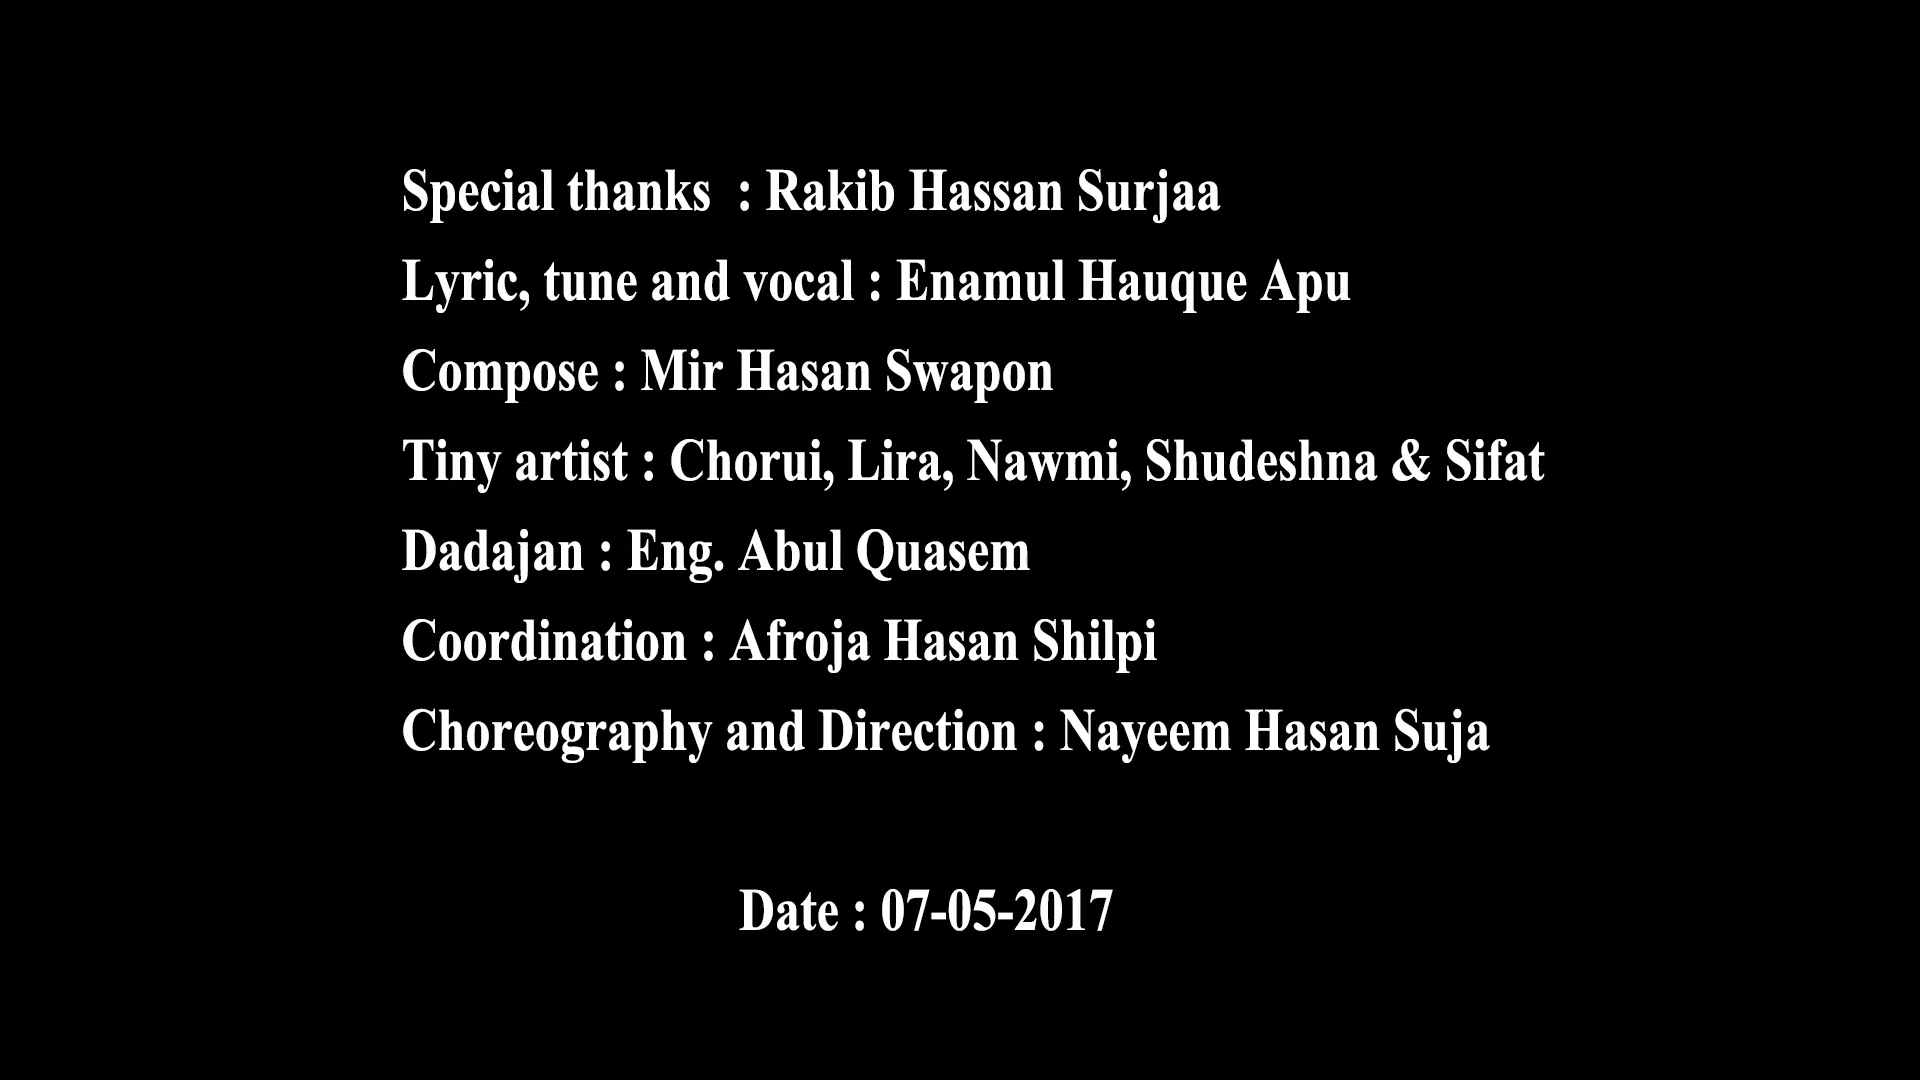 Special thanks  : Rakib Hassan Surjaa
Lyric, tune and vocal : Enamul Hauque Apu
Compose : Mir Hasan Swapon
Tiny artist : Chorui, Lira, Nawmi, Shudeshna & Sifat
Dadajan : Eng. Abul Quasem
Coordination : Afroja Hasan Shilpi
Choreography and Direction : Nayeem Hasan Suja
Date : 07-05-2017